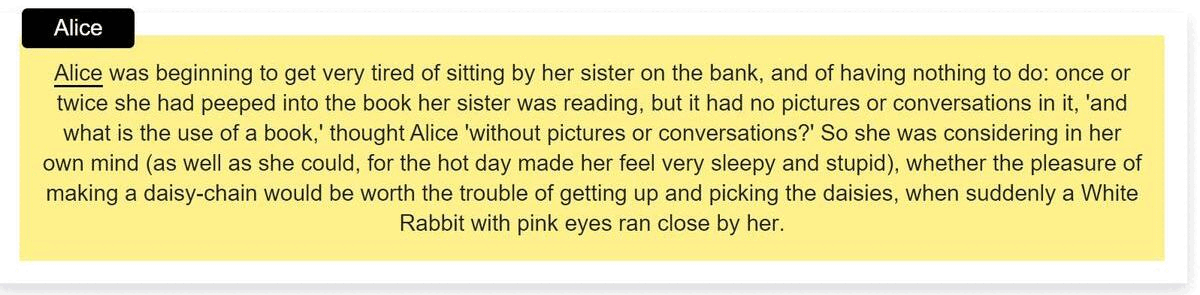 Alice
Alice was beginning to get very tired of sitting by her sister on the bank, and of having nothing to do: once or
twice she had peeped into the book her sister was reading, but it had no pictures or conversations in it, 'and
what is the use of a book,' thought Alice 'without pictures or conversations?' So she was considering in her
own mind (as well as she could, for the hot day made her feel very sleepy and stupid), whether the pleasure of
making a daisy-chain would be worth the trouble of getting up and picking the daisies, when suddenly a White
Rabbit with pink eyes ran close by her.